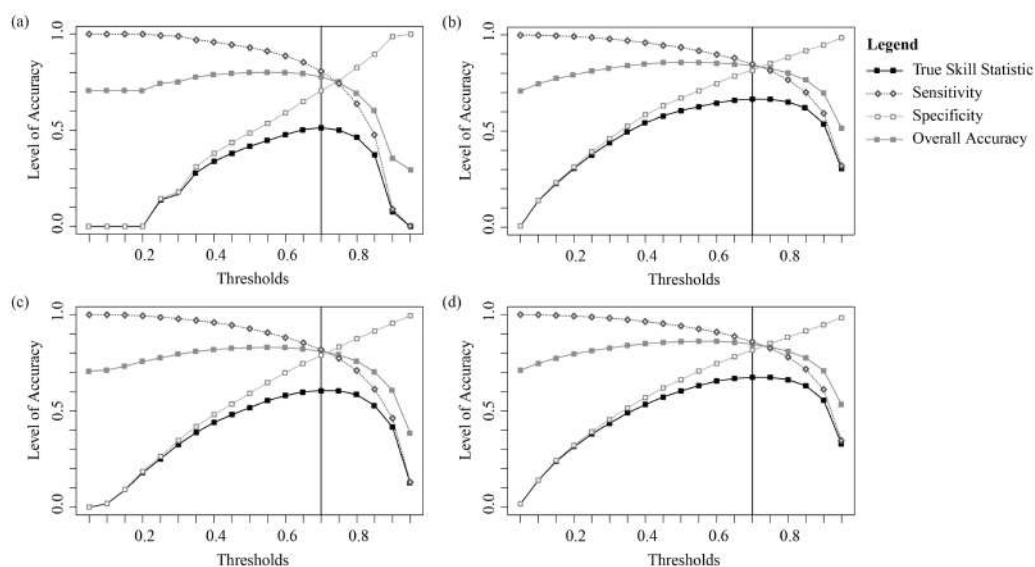 (a)
1.0
0.5
0.0
Level of Accuracy
0.2 0.4 0.6 0.8
Thresholds
(b)
1.0
0.5
0.0
Level of Accuracy
0.2 0.4 0.6 0.8
Thresholds
Legend
True Skill Statistic
Sensitivity
Specificity
Overall Accuracy
(c)
1.0
0.5
0.0
Level of Accuracy
0.2 0.4 0.6 0.8
Thresholds
(d)
1.0
0.5
0.0
Level of Accuracy
0.2 0.4 0.6 0.8
Thresholds